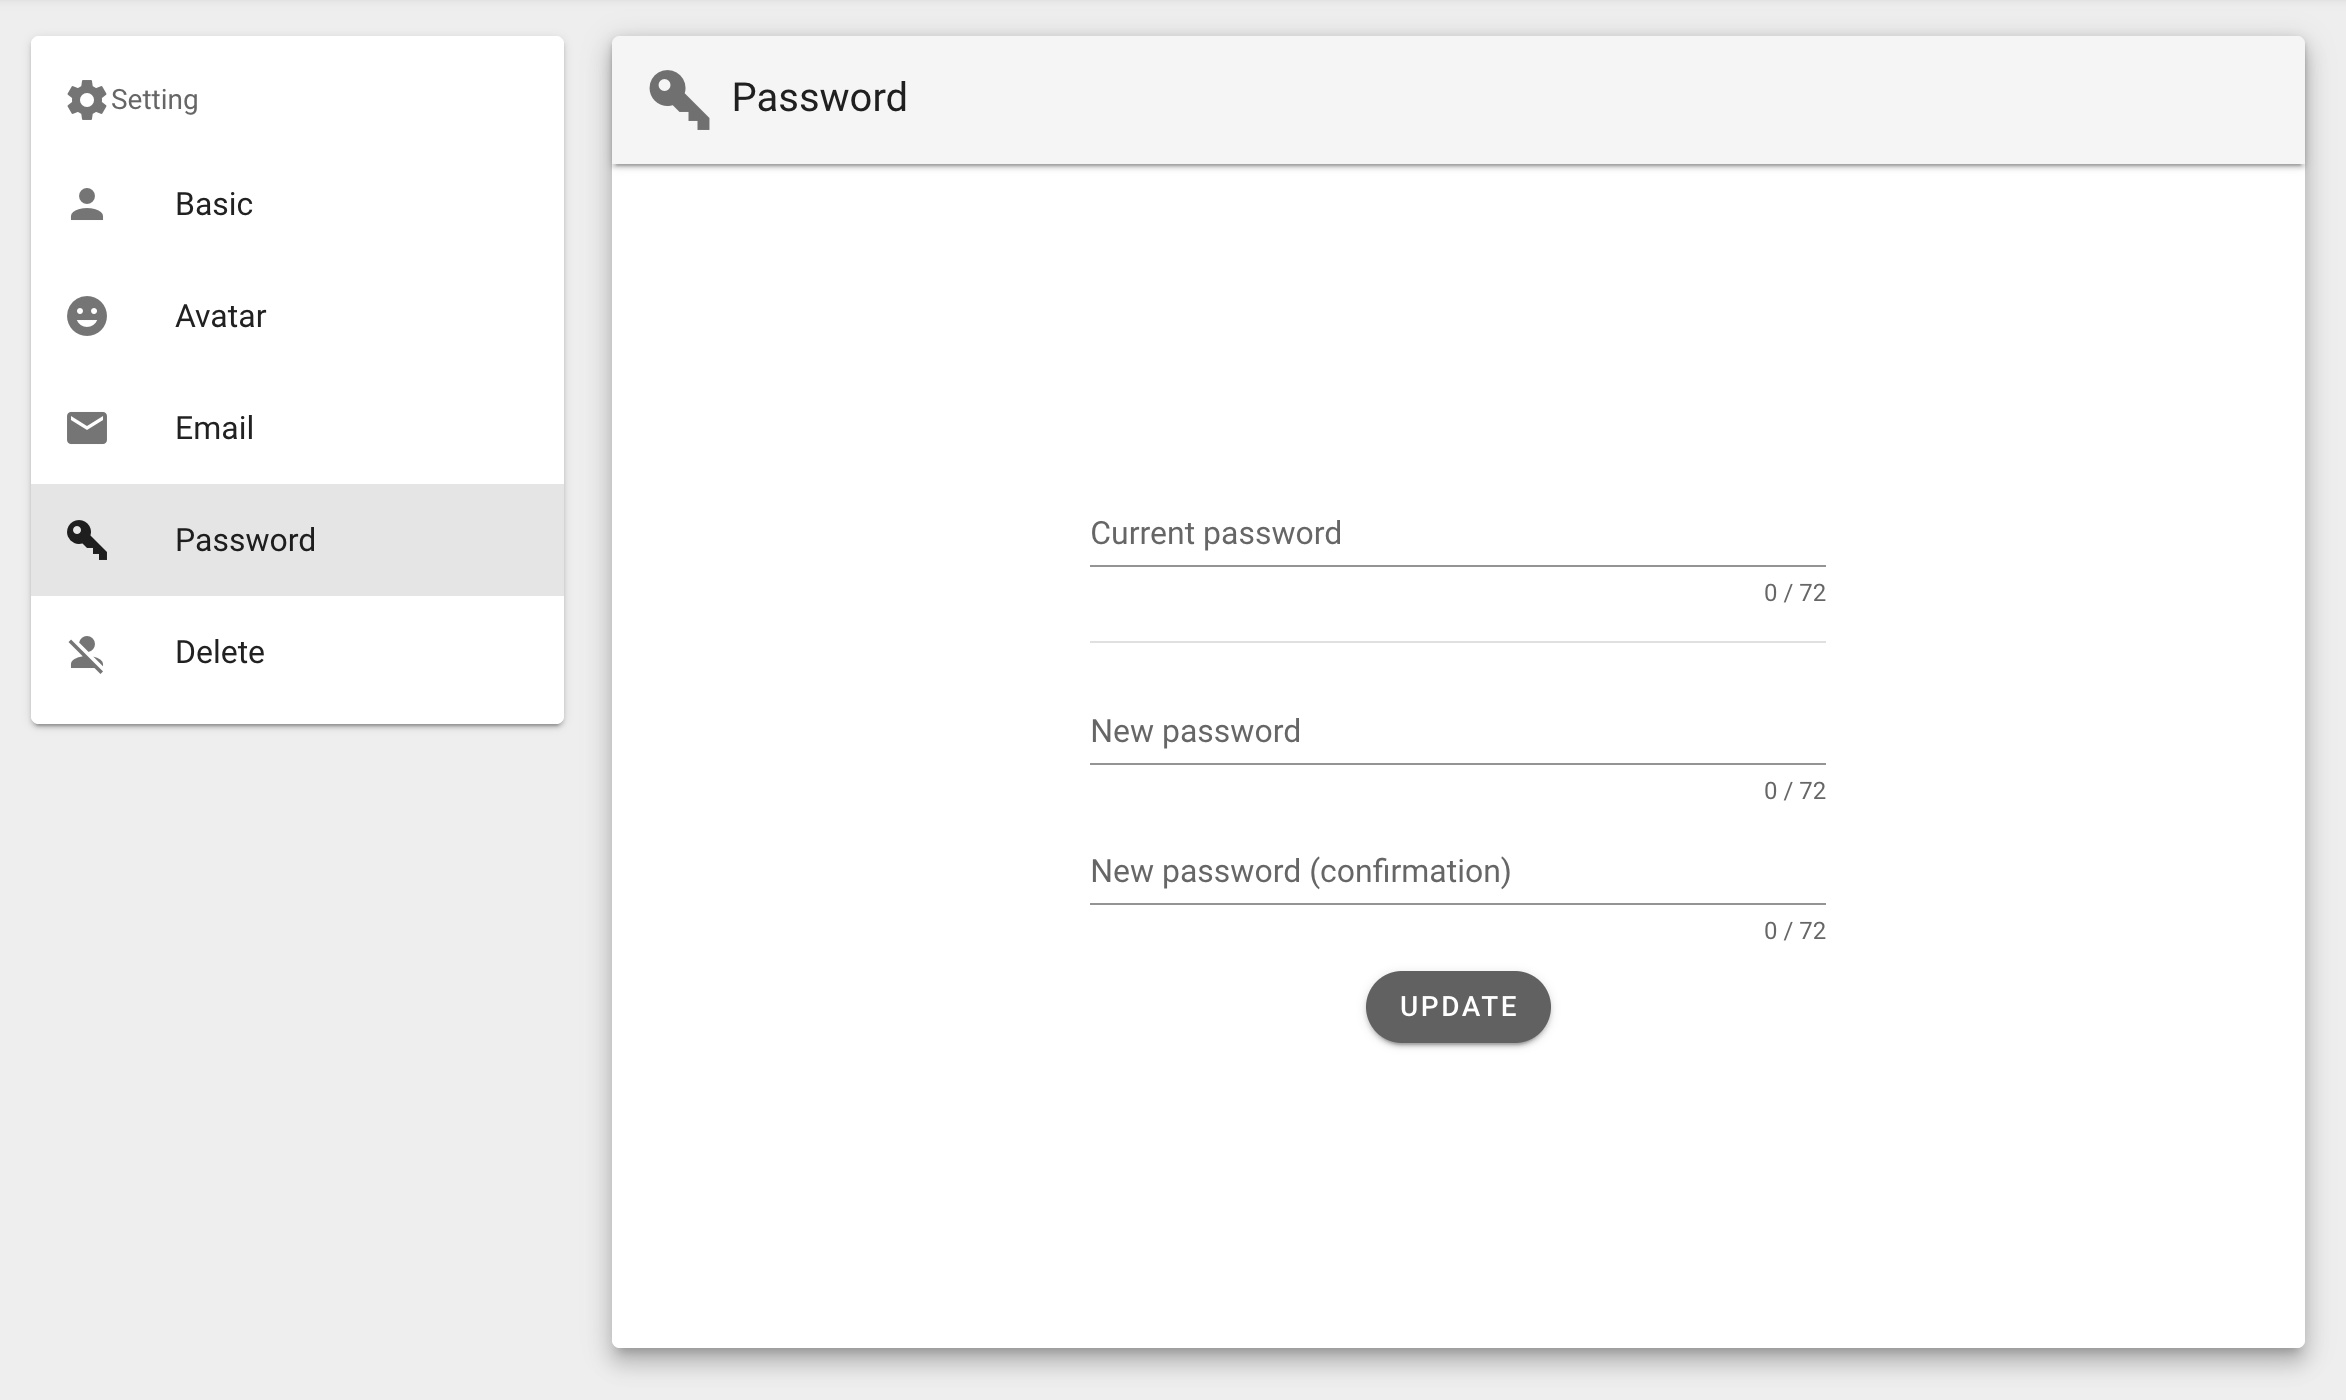 Setting
Basic
Avatar
Email
Password
Delete
Password
Current password
0 / 72
New password
0 / 72
New password (confirmation)
0 / 72
UPDATE